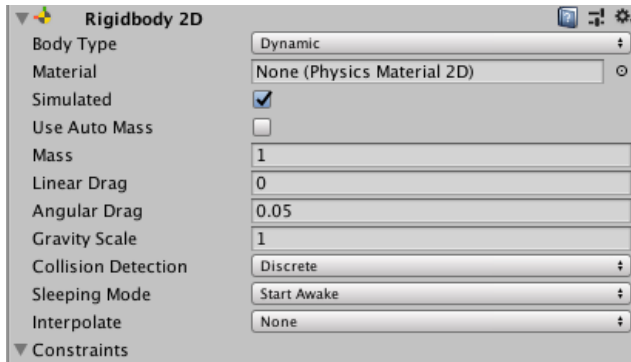 Rigidbody 2D
Body Type Dynamic
Material None (Physics Material 2D)
Simulated
Use Auto Mass
Mass 1
Linear Drag 0
Angular Drag 0.05
Gravity Scale 1
Collision Detection Discrete
Sleeping Mode Start Awake
Interpolate None
Constraints